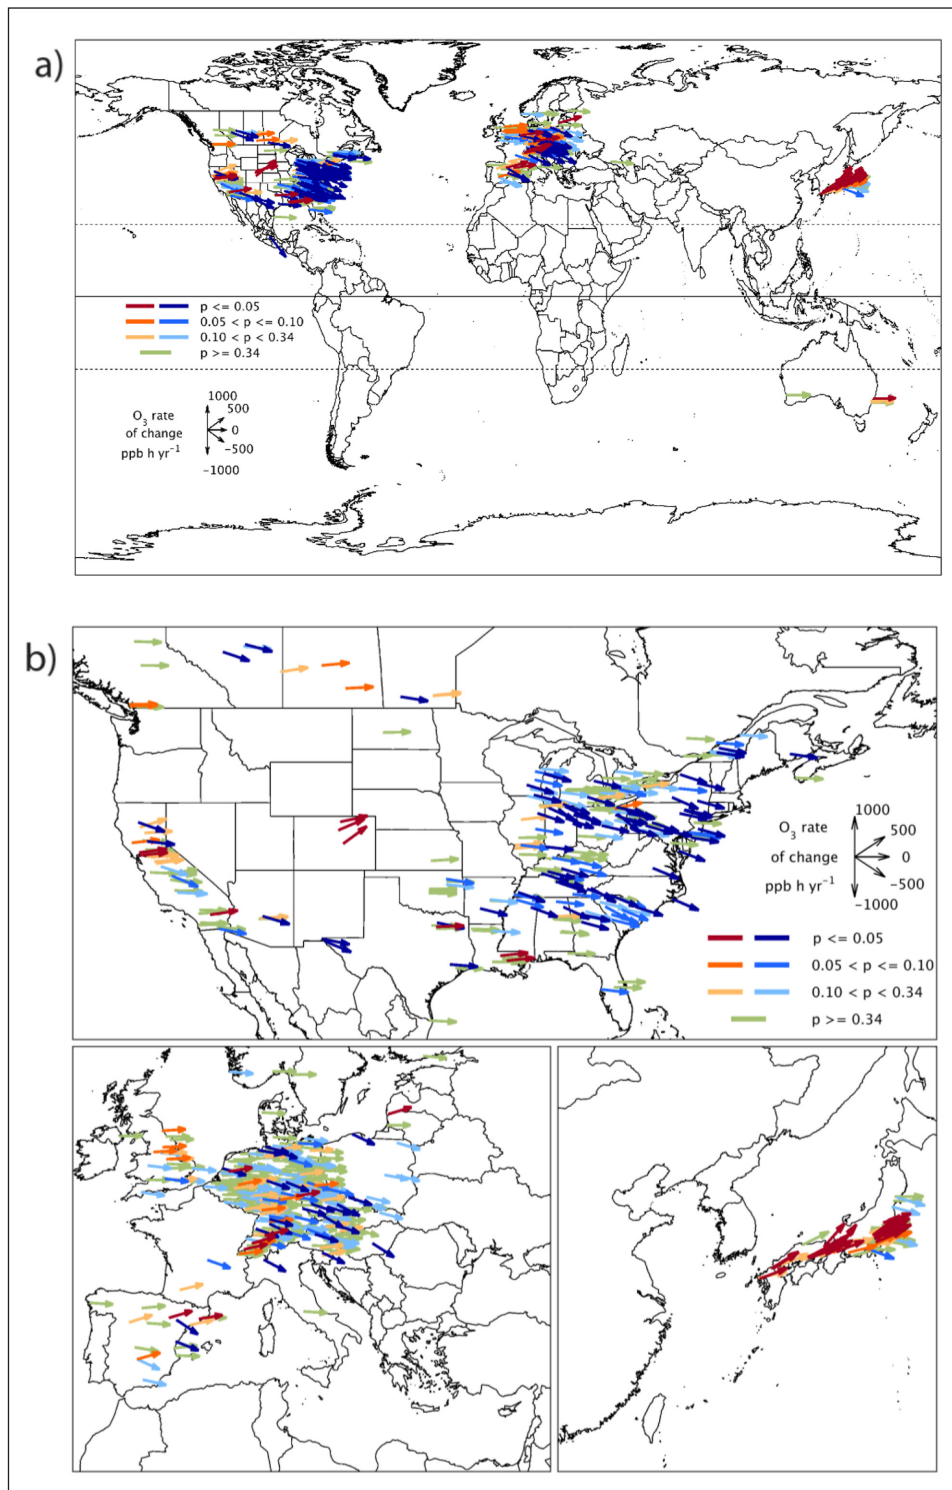 a)
p <= 0.05
0.05 < p <= 0.10
0.10 < p < 0.34
p >= 0.34
1000
500
O3 rate
of change
0
ppb h yr−1
−500
−1000
b)
1000
O3 rate
500
of change
0
ppb h yr−1
−500
−1000
p <= 0.05
0.05 < p <= 0.10
0.10 < p < 0.34
p >= 0.34